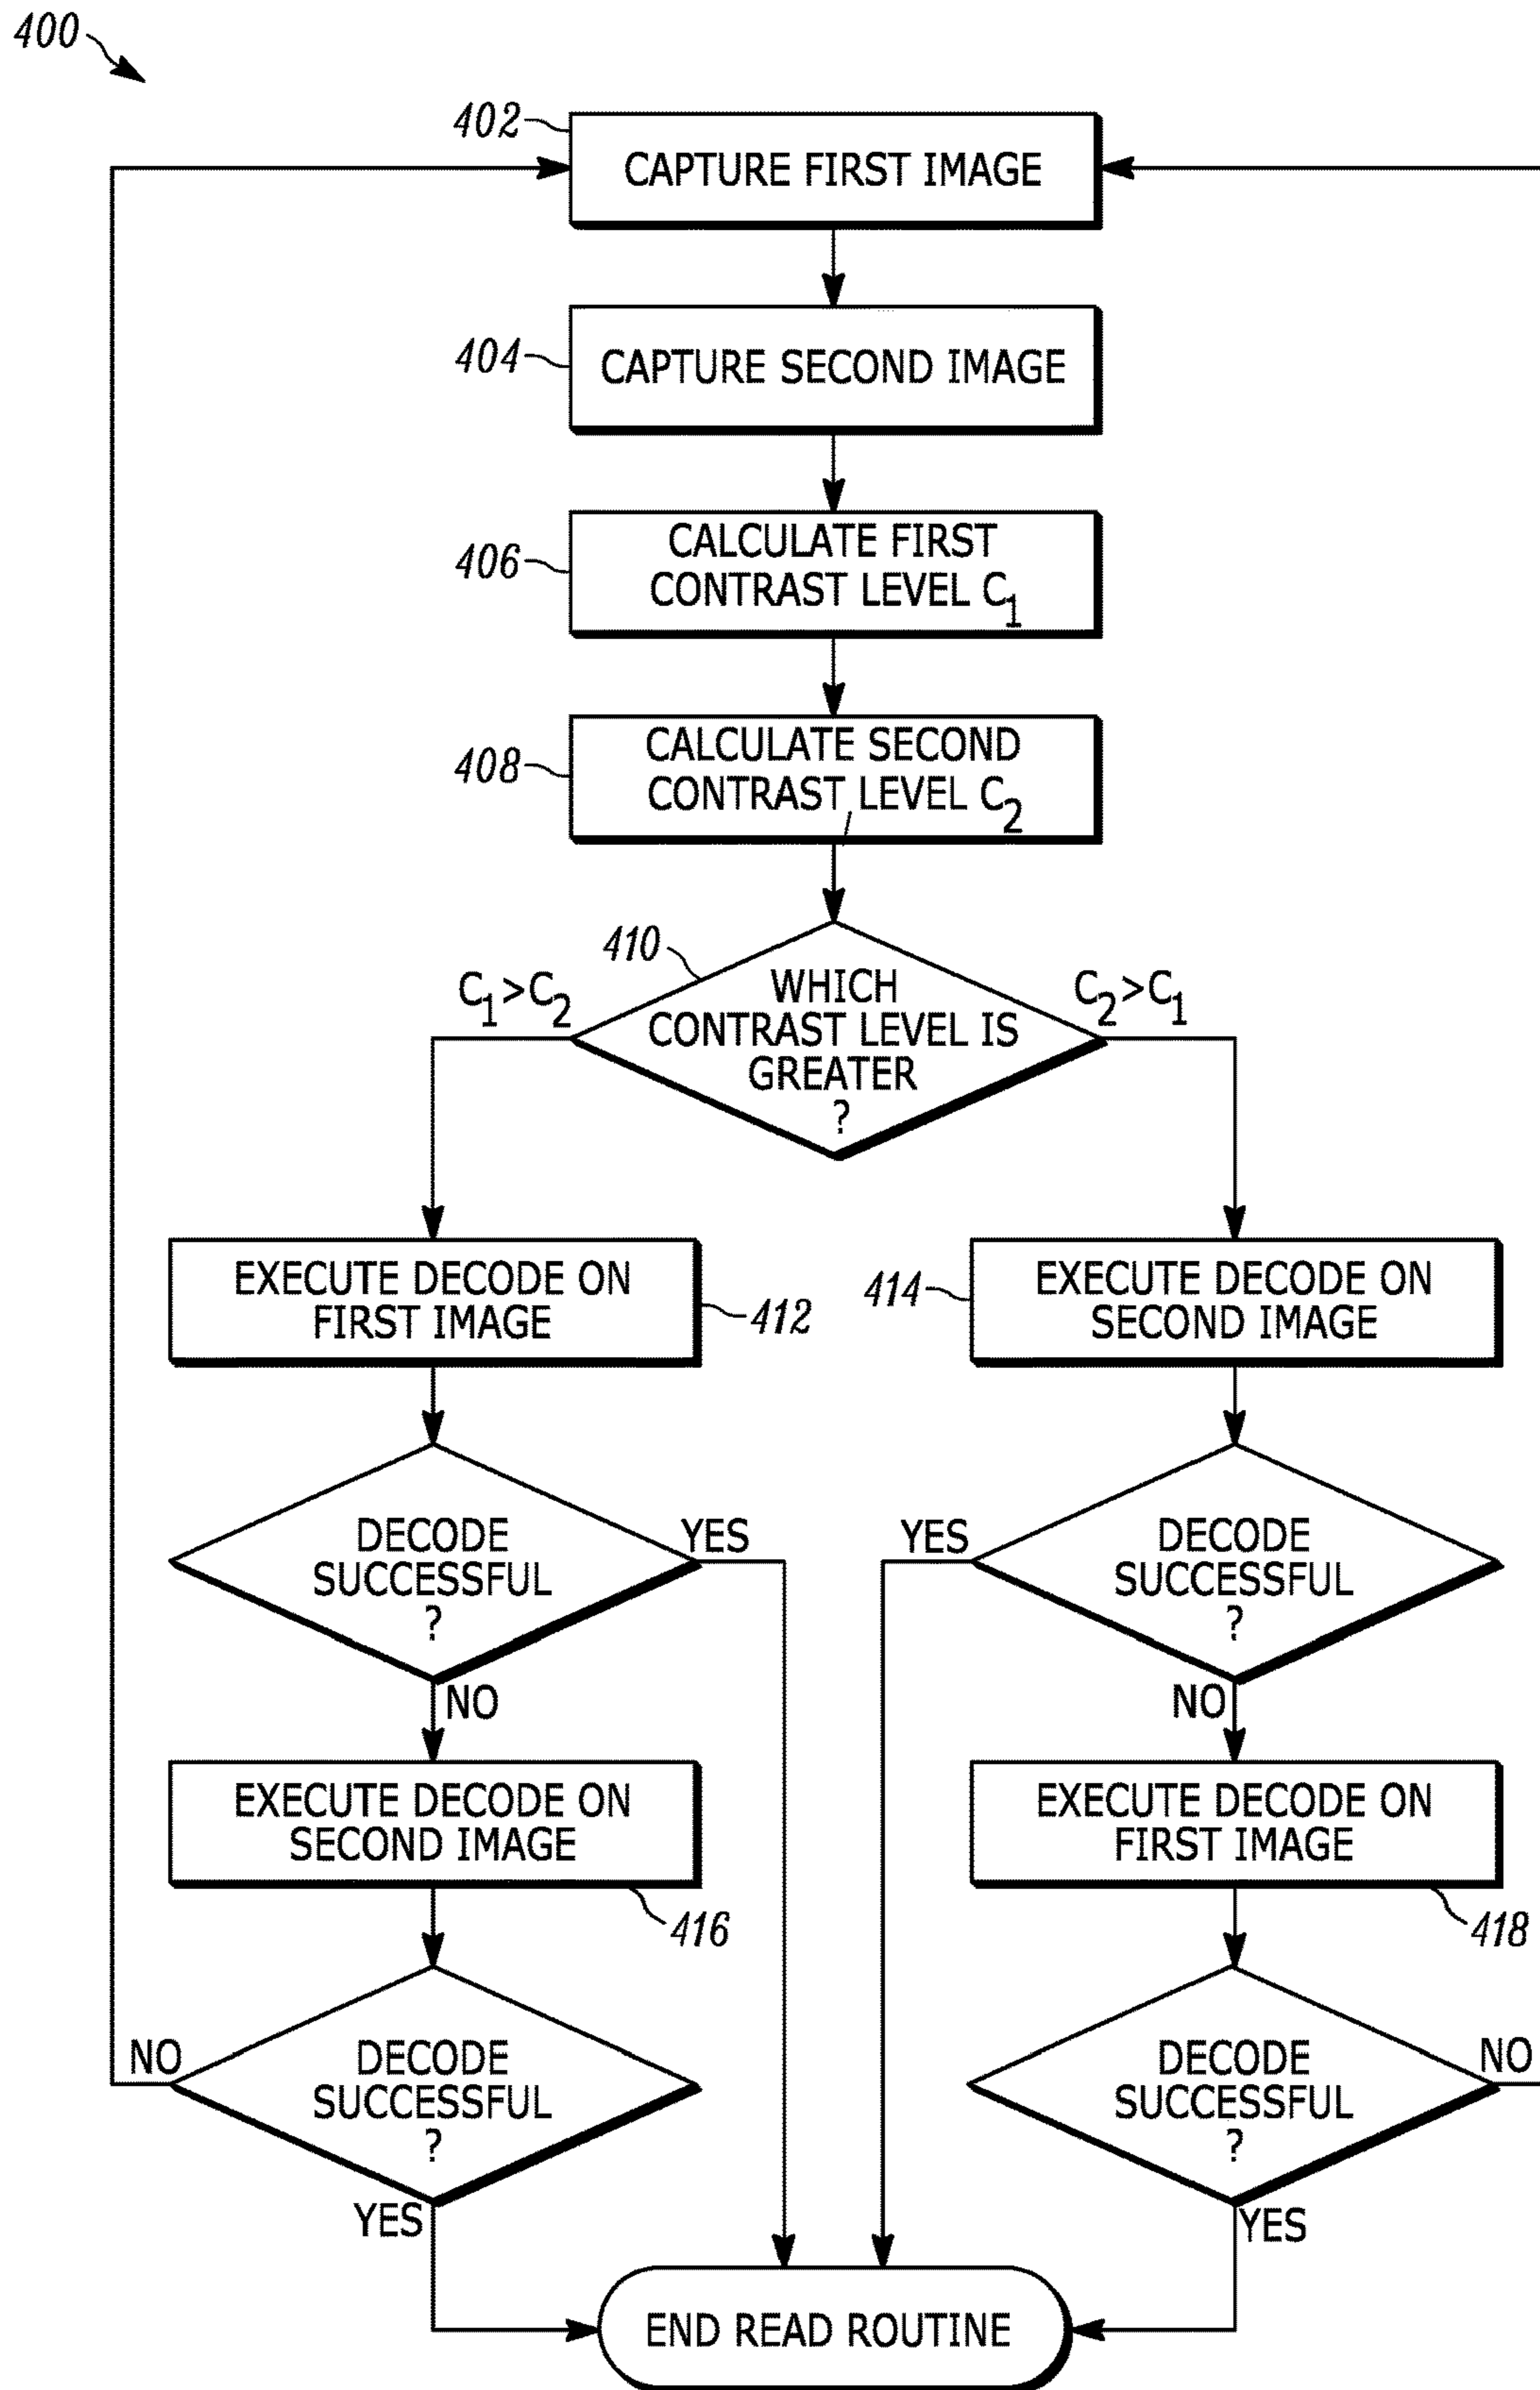 400
402
CAPTURE FIRST IMAGE
404
CAPTURE SECOND IMAGE
406
CALCULATE FIRST
CONTRAST LEVEL C1
408
CALCULATE SECOND
CONTRAST LEVEL C2
410
C1>C2
WHICH
CONTRAST LEVEL IS
GREATER
?
C2>C1
EXECUTE DECODE ON
FIRST IMAGE
412
414
EXECUTE DECODE ON
SECOND IMAGE
DECODE
SUCCESSFUL
?
YES
YES
DECODE
SUCCESSFUL
?
NO
NO
EXECUTE DECODE ON
SECOND IMAGE
416
EXECUTE DECODE ON
FIRST IMAGE
418
NO
DECODE
SUCCESSFUL
?
DECODE
SUCCESSFUL
?
NO
YES
YES
END READ ROUTINE